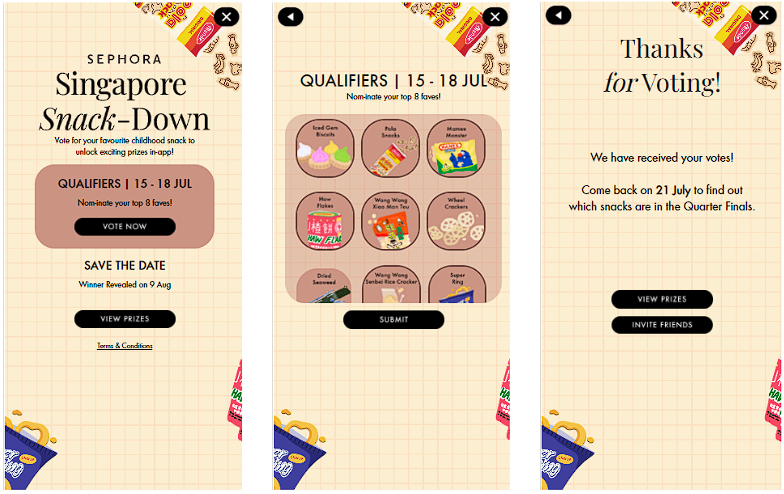 SEPHORA
Singapore
Snack-Down
Vote for your favourite childhood snack to
unlock exciting prizes in-app!
QUALIFIERS | 15 - 18 JUL
Nom-inate your top 8 faves!
VOTE NOW
SAVE THE DATE
Winner Revealed on 9 Aug
VIEW PRIZES
Terms & Conditions
QUALIFIERS | 15 - 18 JUL
Nom-inate your top 8 faves!
Iced Gem
Biscuits
Pola
Snacks
Mamee
Monster
MAMEE
Haw
Flakes
Wang Wang
Xiao Man Tou
Wheel
Crackers
HAW FLA
Dried
Seaweed
Wang Wang
Senbei Rice Cracker
Super
Ring
SUBMIT
Thanks
for Voting!
We have received your votes!
Come back on 21 July to find out
which snacks are in the Quarter Finals.
VIEW PRIZES
INVITE FRIENDS